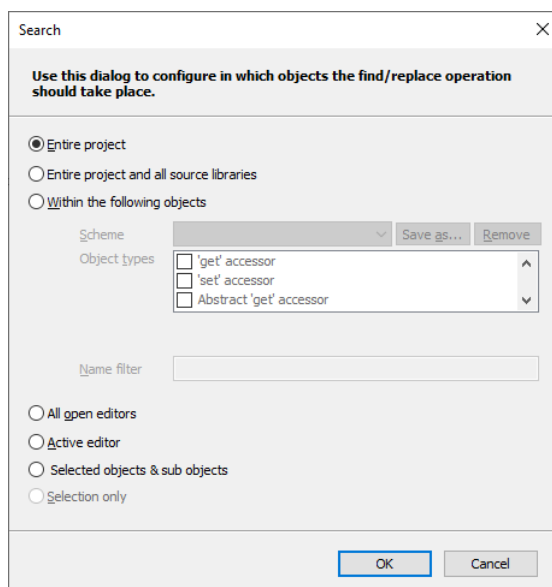 Search
Use this dialog to configure in which objects the find/replace operation
should take place.
Entire project
Entire project and all source libraries
Within the following objects
Scheme
Save as...
Remove
Object types
'get' accessor
'set' accessor
Abstract 'get' accessor
Name filter
All open editors
Active editor
Selected objects & sub objects
Selection only
OK
Cancel